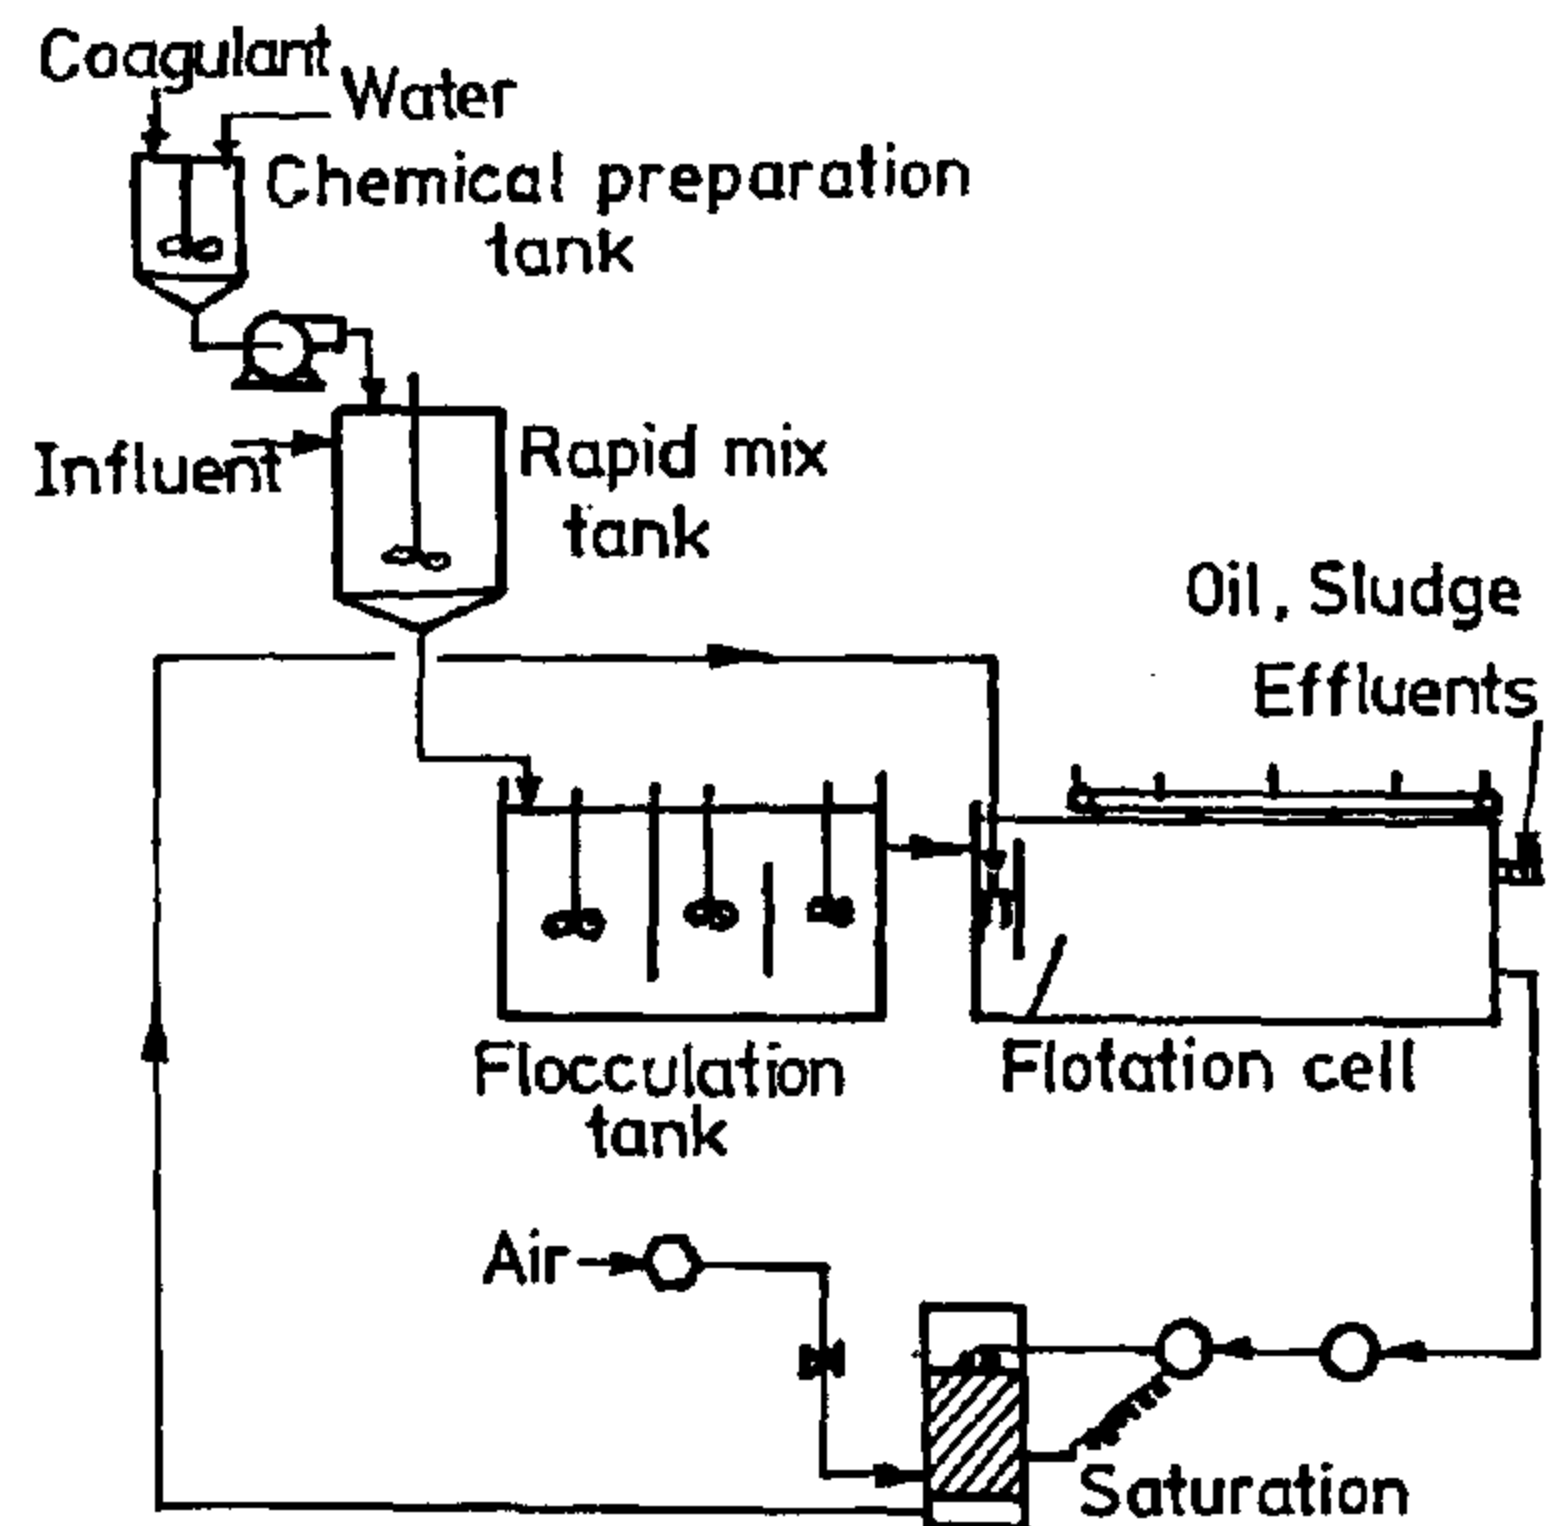 Coagulant
Water
Chemical preparation
tank
Influent
Rapid mix
tank
Oil, Sludge
Effluents
Flocculation
tank
Flotation cell
Air
Saturation